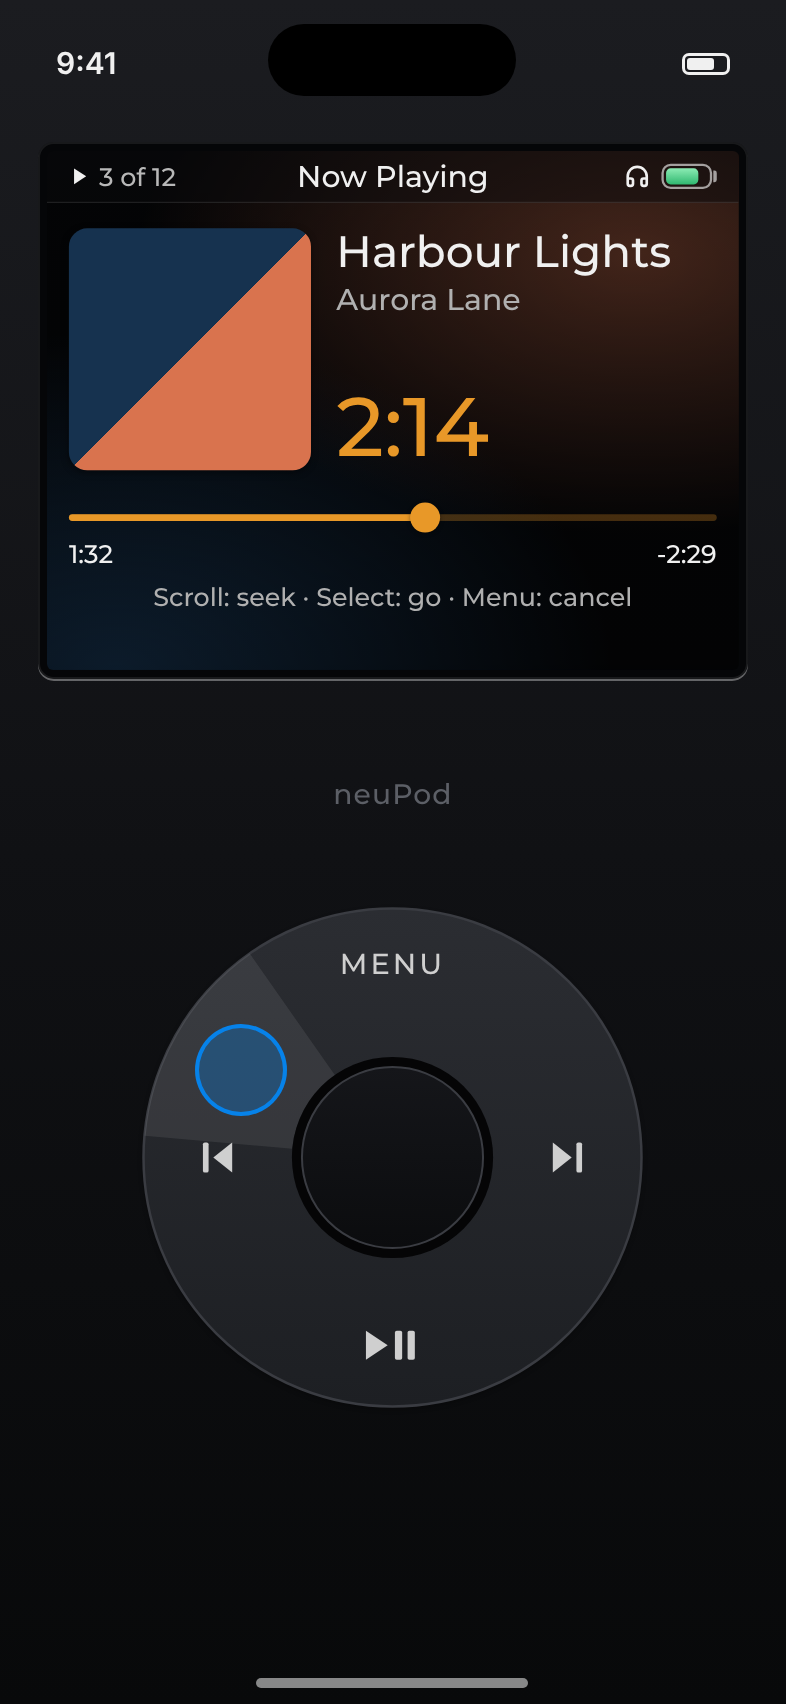 9:41
3 of 12 Now Playing
Harbour Lights
Aurora Lane
2:14
1:32 -2:29
Scroll: seek · Select: go · Menu: cancel
neuPod
MENU